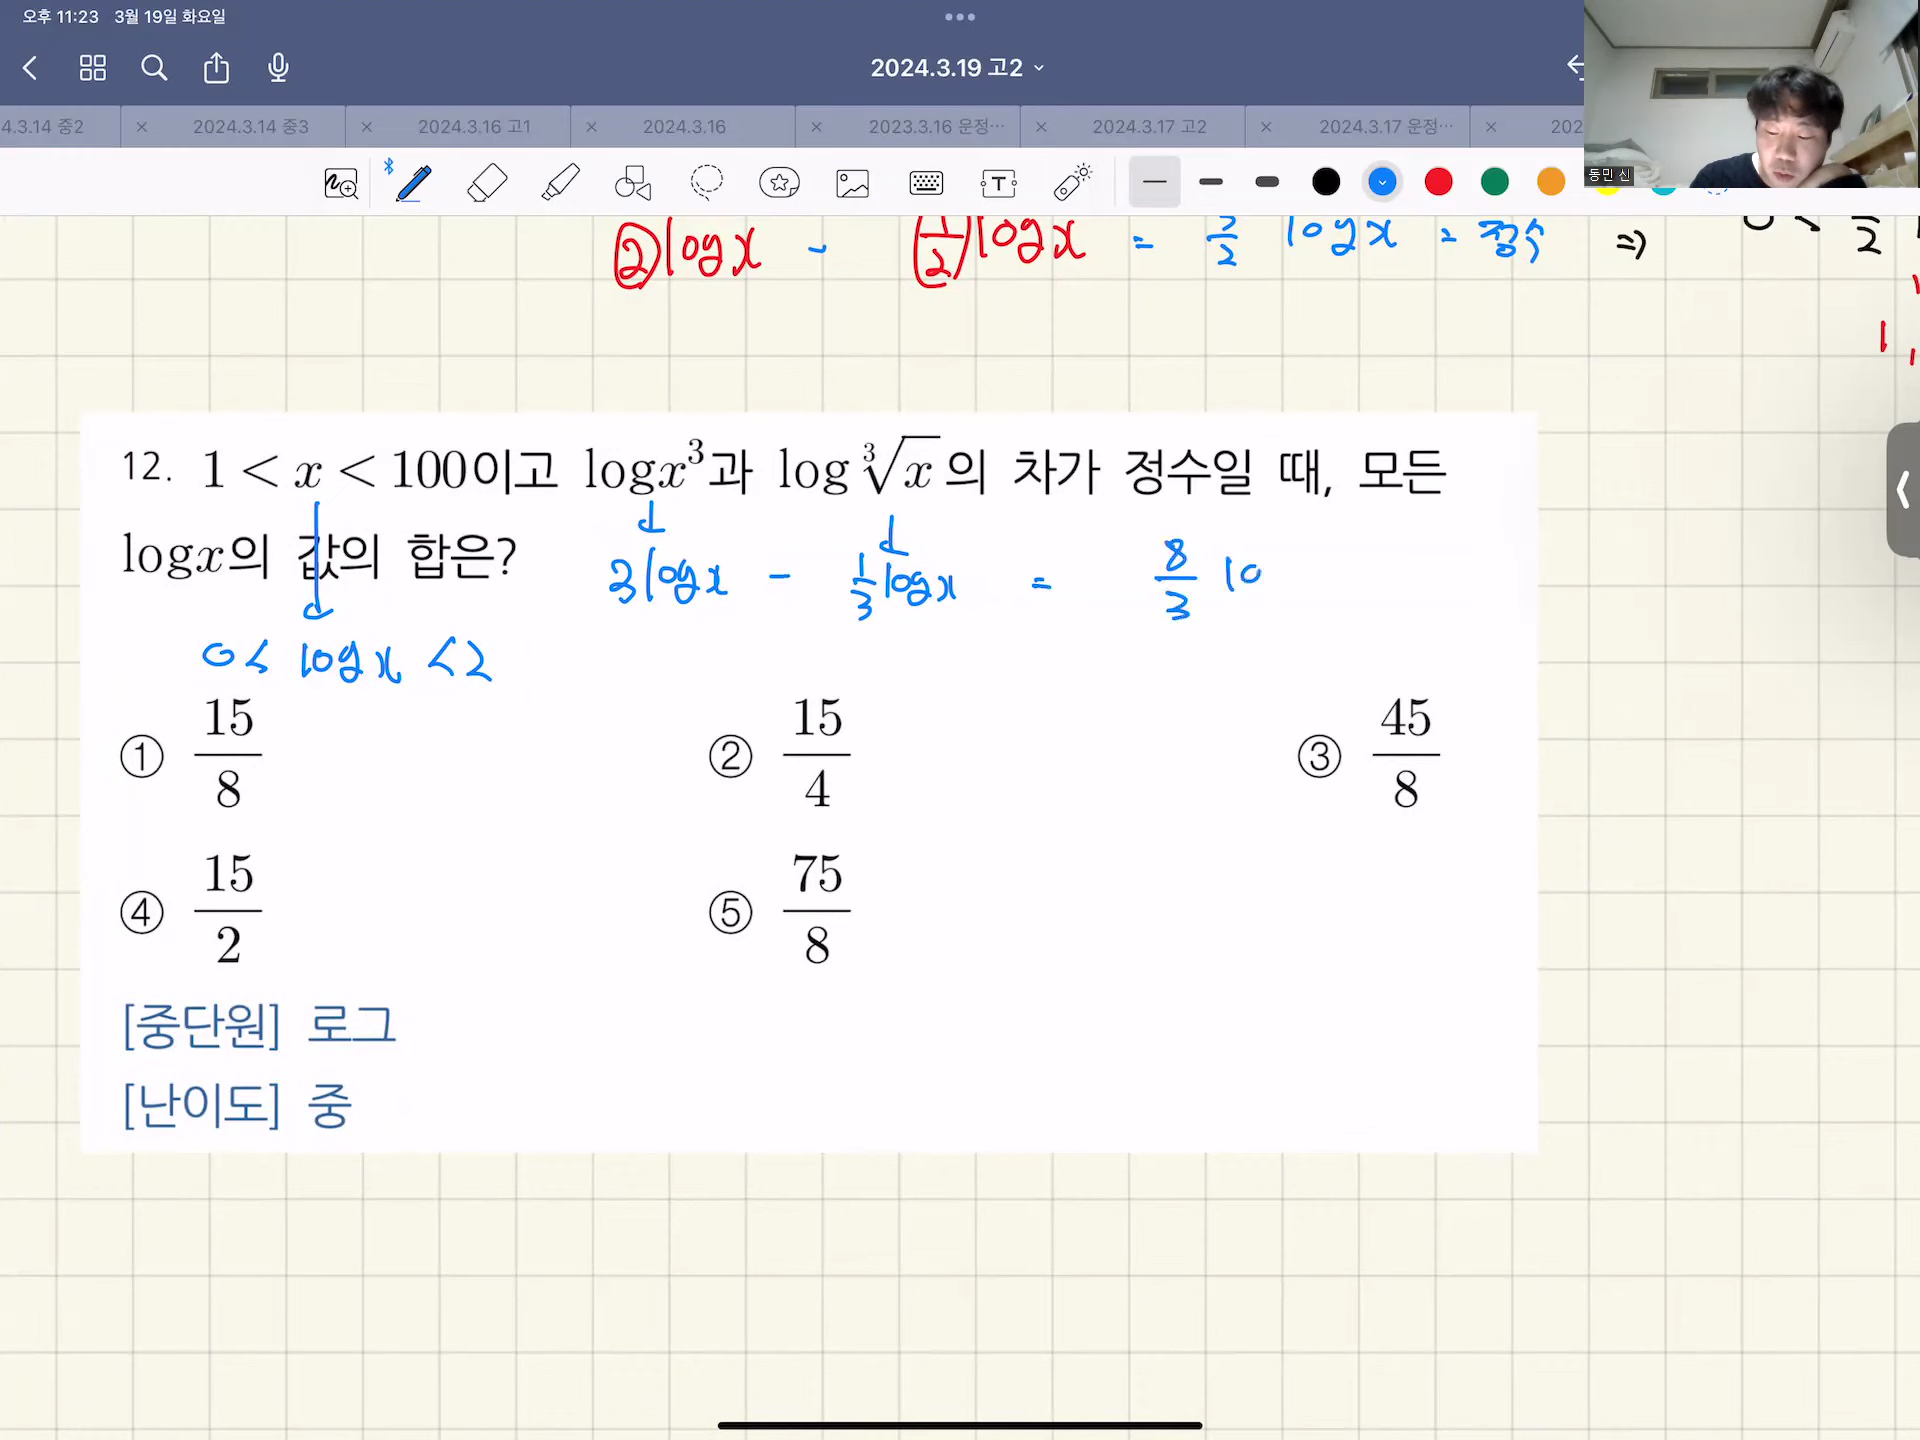 오후 11:23 3월 19일 화요일
2024.3.19 고2
4.3.14 중2 × 2024.3.14 중3 × 2024.3.16 고1 × 2024.3.16 × 2023.3.16 운정… × 2024.3.17 고2 × 2024.3.17 운정… × 202
동민 신
2logx - 1/2 logx = 3/2 logx = 정수 ⇒
12. 1 < x < 100이고 logx³과 log ∛x의 차가 정수일 때, 모든
logx의 값의 합은?
3logx - 1/3 logx = 8/3 lo
0 < logx < 2
① 15/8 ② 15/4 ③ 45/8
④ 15/2 ⑤ 75/8
[중단원] 로그
[난이도] 중